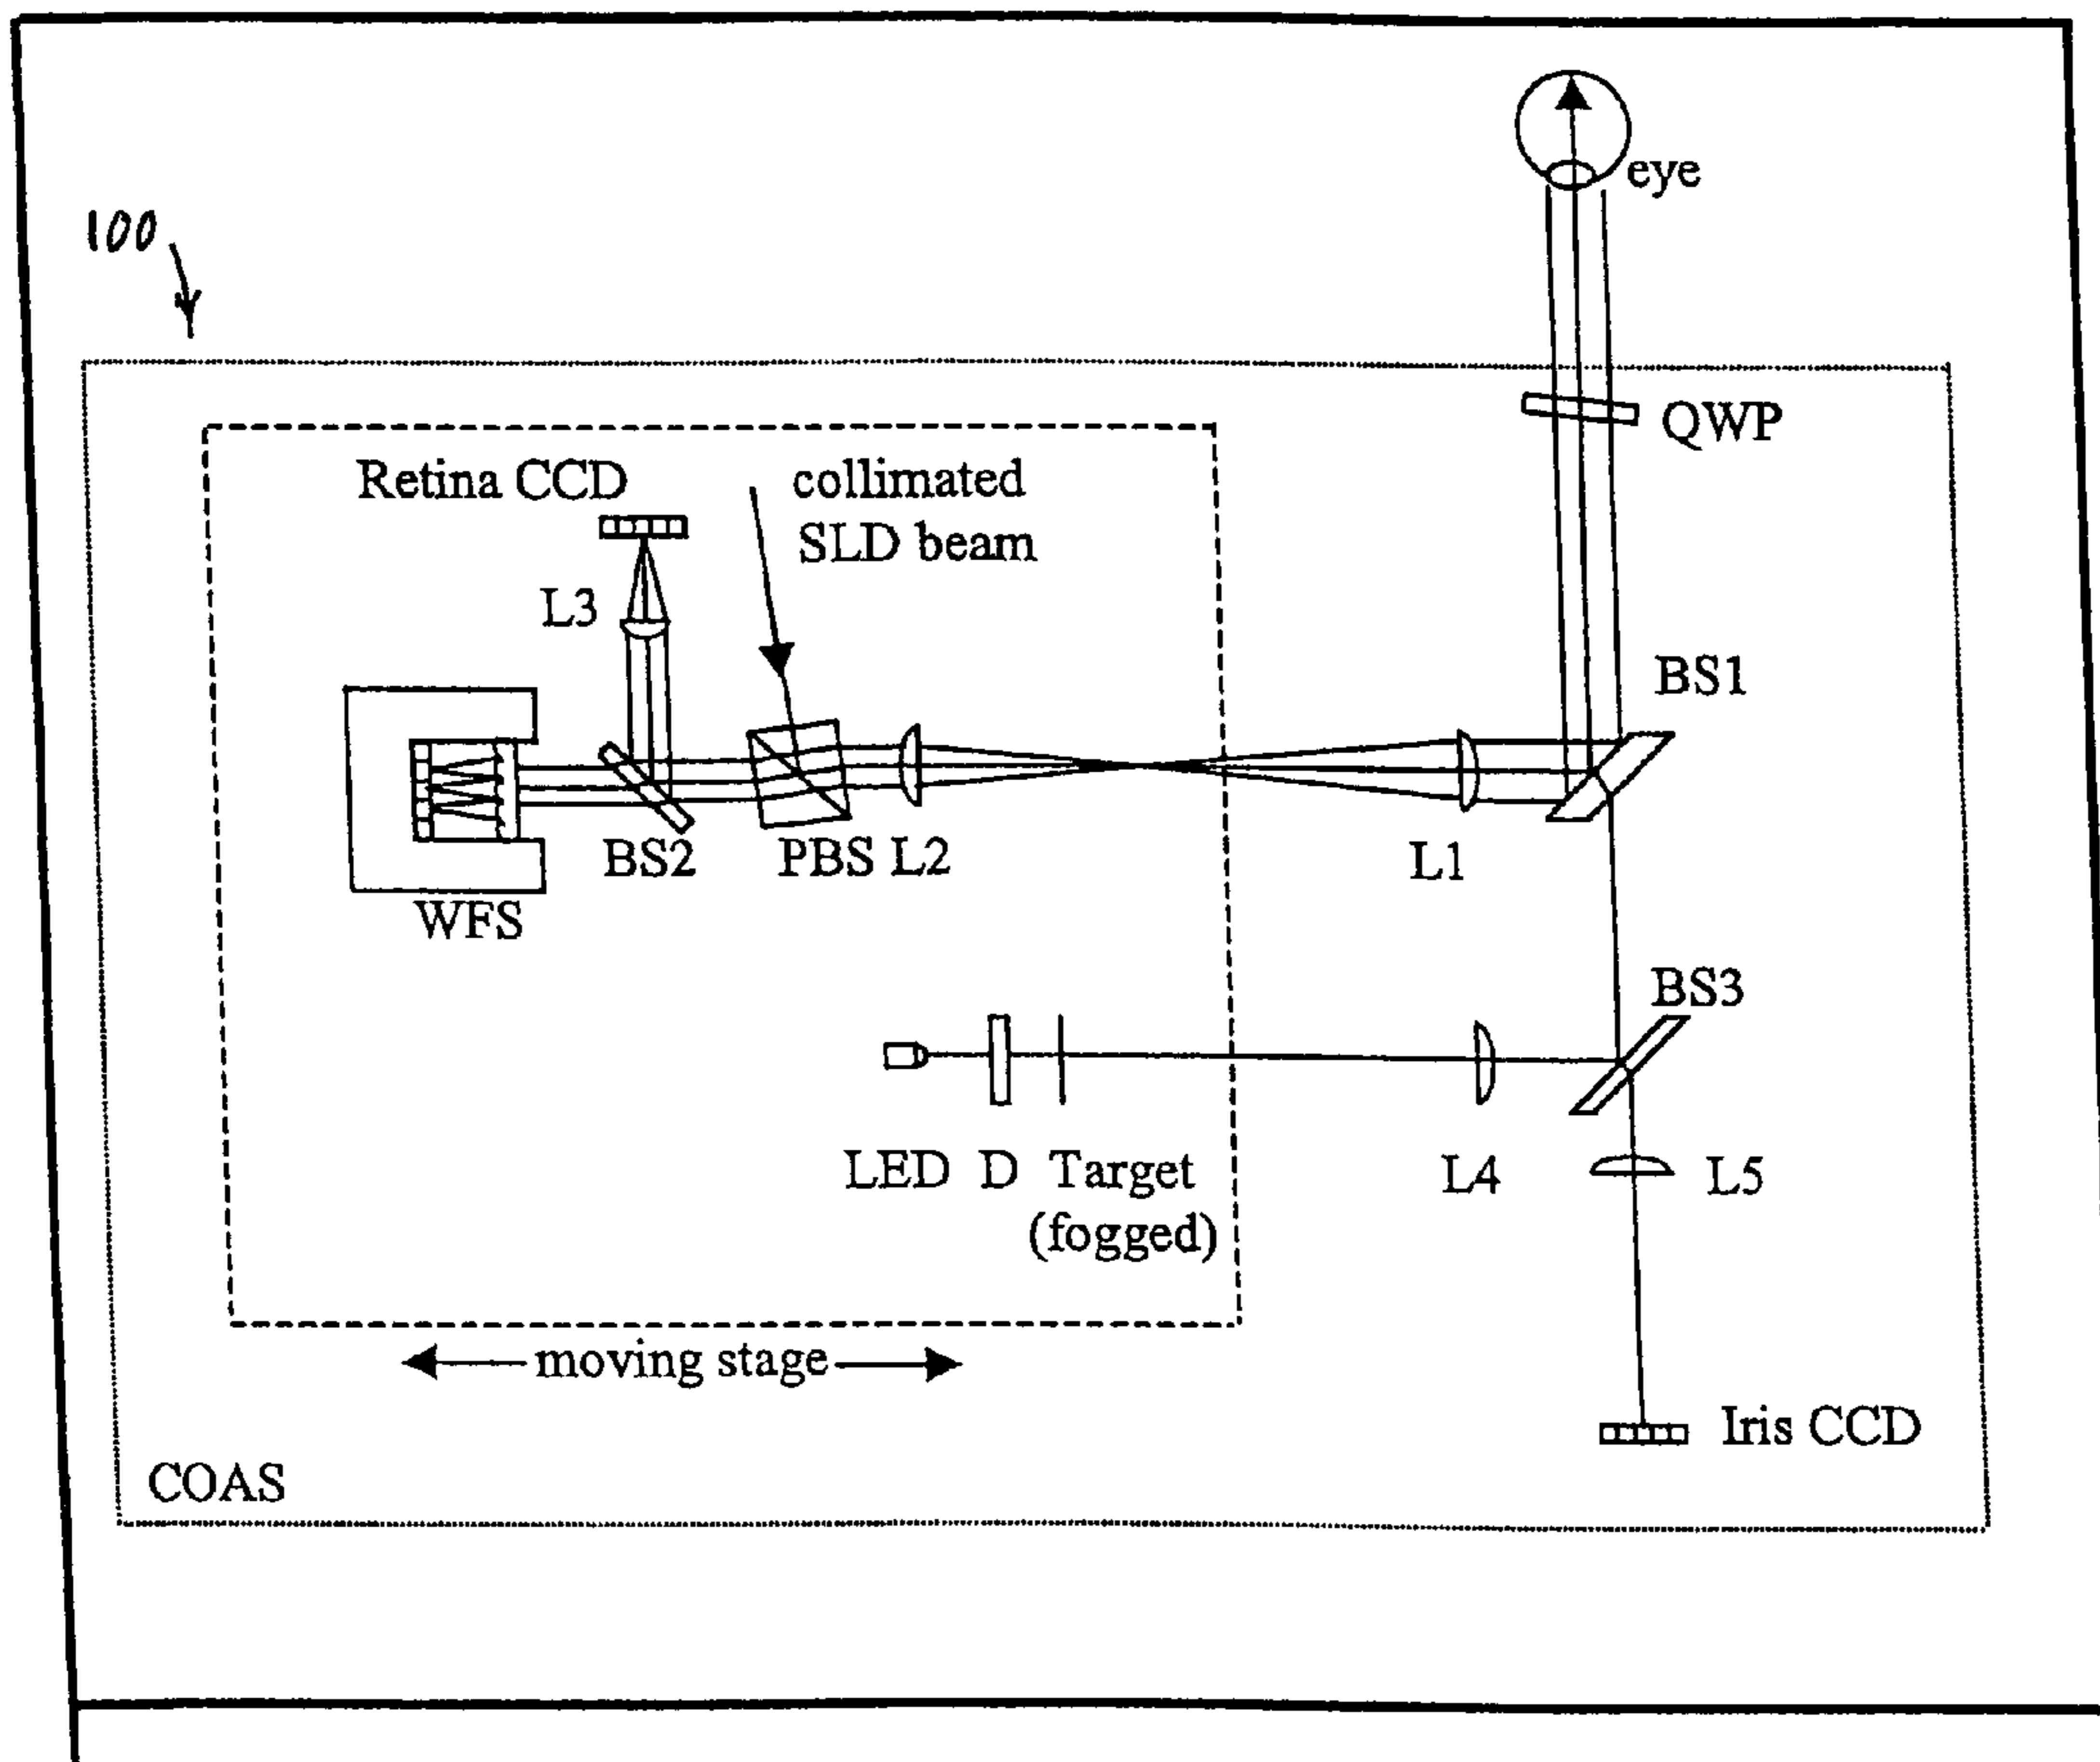 eye
100
QWP
Retina CCD
collimated
SLD beam
L3
BS1
BS2
PBS
L2
L1
WFS
BS3
LED
D
Target
(fogged)
L4
L5
moving stage
Iris CCD
COAS